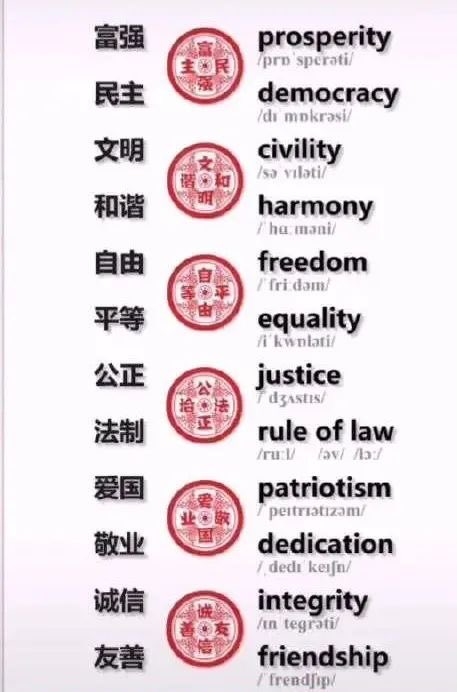 富强 prosperity
/prɒˈsperəti/
富
主 民
强
民主 democracy
/dɪˈmɒkrəsi/
文明 civility
/səˈvɪləti/
文
谐 和
明
和谐 harmony
/ˈhɑːməni/
自由 freedom
/ˈfriːdəm/
自
等 平
由
平等 equality
/iˈkwɒləti/
公正 justice
/ˈdʒʌstɪs/
公
治 法
正
法制 rule of law
/ruːl/ /əv/ /lɔː/
爱国 patriotism
/ˈpeɪtrɪətɪzəm/
爱
业 敬
国
敬业 dedication
/ˌdedɪˈkeɪʃn/
诚信 integrity
/ɪnˈteɡrəti/
诚
善 友
信
友善 friendship
/ˈfrendʃɪp/